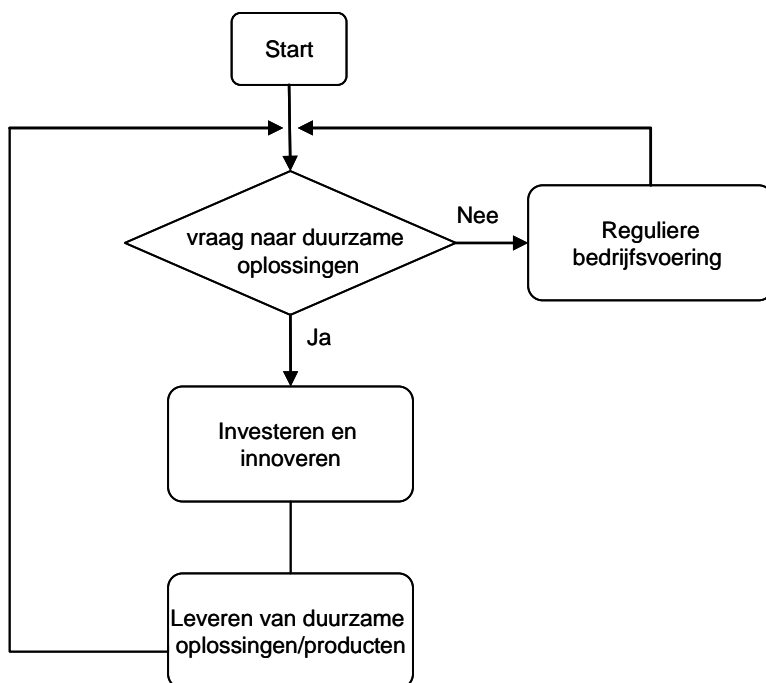 Start
vraag naar duurzame
oplossingen
Nee
Reguliere
bedrijfsvoering
Ja
Investeren en
innoveren
Leveren van duurzame
oplossingen/producten